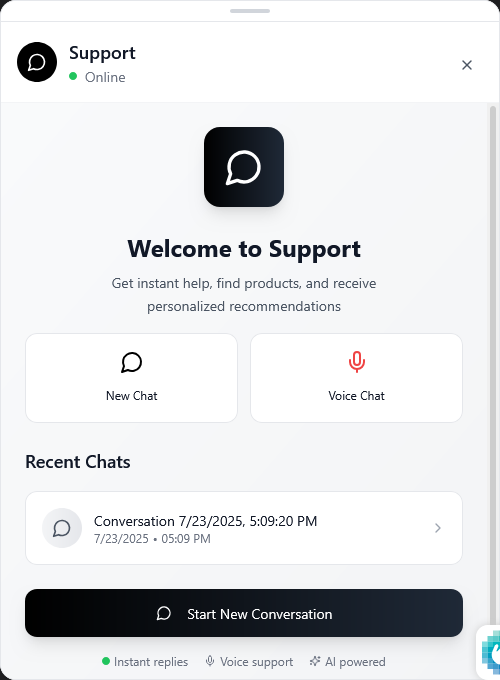 Support
Online
Welcome to Support
Get instant help, find products, and receive
personalized recommendations
New Chat
Voice Chat
Recent Chats
Conversation 7/23/2025, 5:09:20 PM
7/23/2025 • 05:09 PM
Start New Conversation
Instant replies
Voice support
AI powered